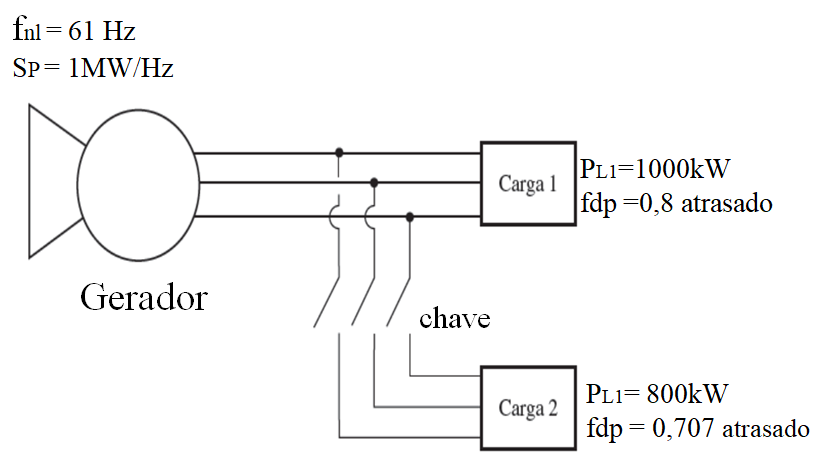 fnl = 61 Hz
SP = 1MW/Hz
Carga 1
PL1=1000kW
fdp =0,8 atrasado
Gerador
chave
Carga 2
PL1= 800kW
fdp = 0,707 atrasado